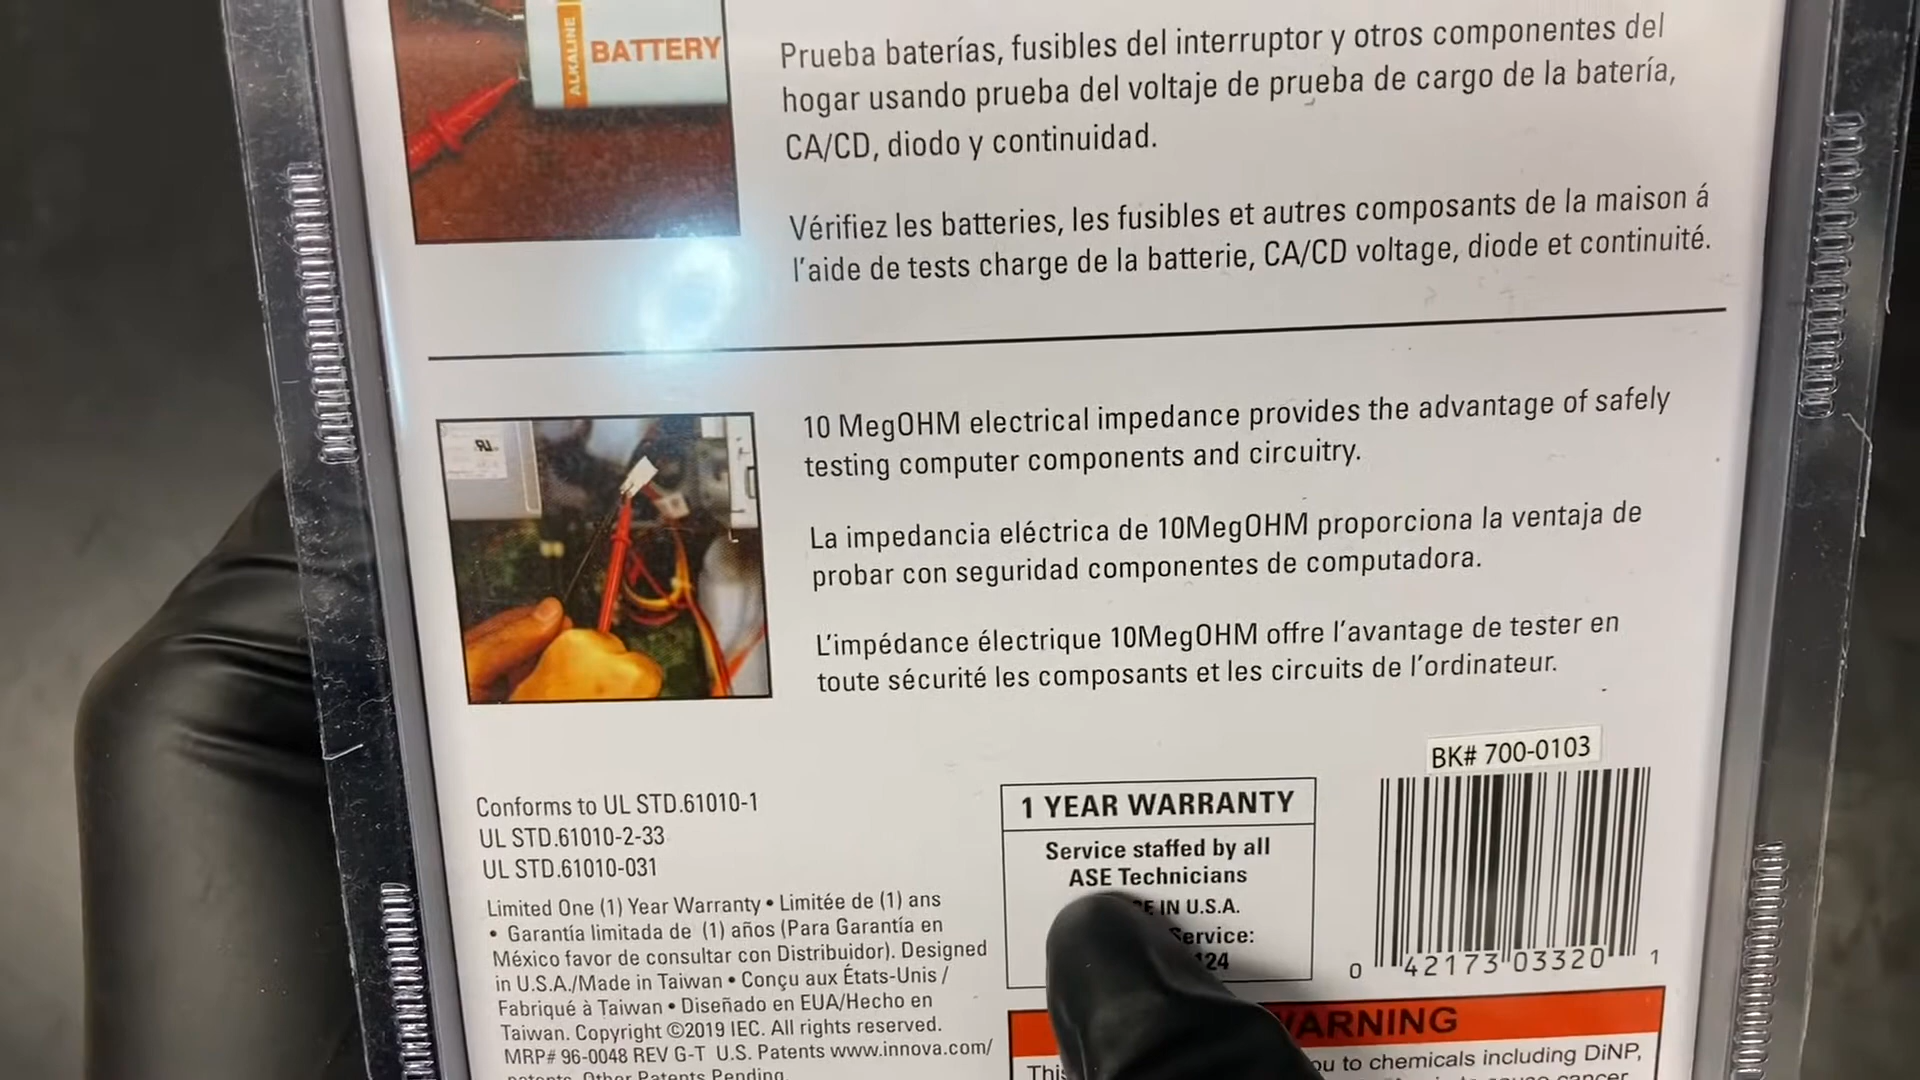 ALKALINE
BATTERY
Prueba baterías, fusibles del interruptor y otros componentes del
hogar usando prueba del voltaje de prueba de cargo de la batería,
CA/CD, diodo y continuidad.
Vérifiez les batteries, les fusibles et autres composants de la maison á
l'aide de tests charge de la batterie, CA/CD voltage, diode et continuité.
10 MegOHM electrical impedance provides the advantage of safely
testing computer components and circuitry.
La impedancia eléctrica de 10MegOHM proporciona la ventaja de
probar con seguridad componentes de computadora.
L'impédance électrique 10MegOHM offre l'avantage de tester en
toute sécurité les composants et les circuits de l'ordinateur.
Conforms to UL STD.61010-1
UL STD.61010-2-33
UL STD.61010-031
Limited One (1) Year Warranty • Limitée de (1) ans
• Garantía limitada de (1) años (Para Garantía en
México favor de consultar con Distribuidor). Designed
in U.S.A./Made in Taiwan • Conçu aux États-Unis /
Fabriqué à Taiwan • Diseñado en EUA/Hecho en
Taiwan. Copyright ©2019 IEC. All rights reserved.
MRP# 96-0048 REV G-T U.S. Patents www.innova.com/
patents. Other Patents Pending.
1 YEAR WARRANTY
Service staffed by all
ASE Technicians
IN U.S.A.
Service:
124
BK# 700-0103
0 42173 03320 1
WARNING
This
to chemicals including DiNP,
cancer